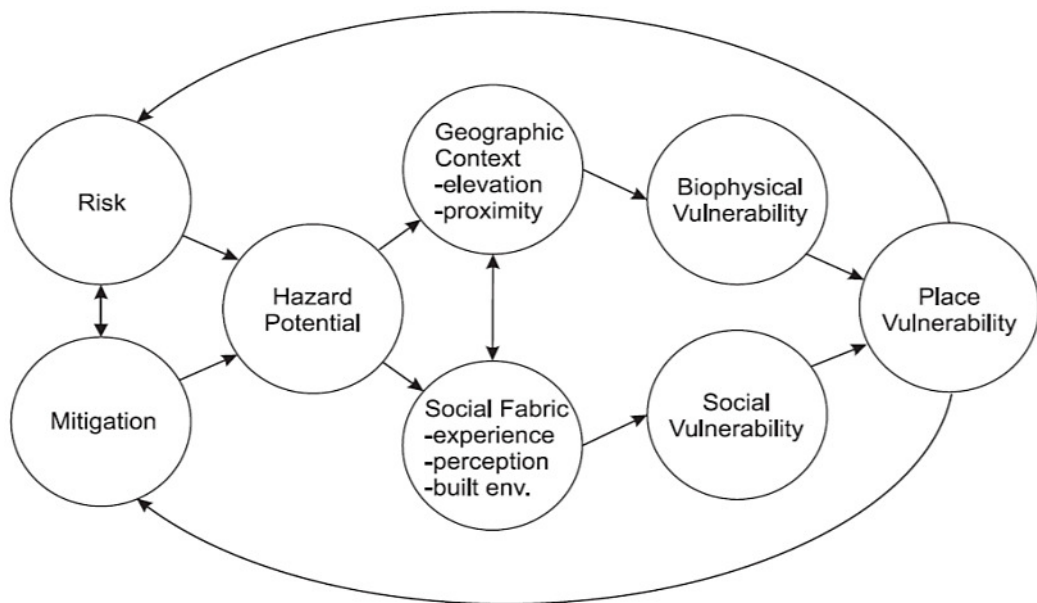 Risk
Mitigation
Hazard
Potential
Geographic
Context
-elevation
-proximity
Social Fabric
-experience
-perception
-built env.
Biophysical
Vulnerability
Social
Vulnerability
Place
Vulnerability